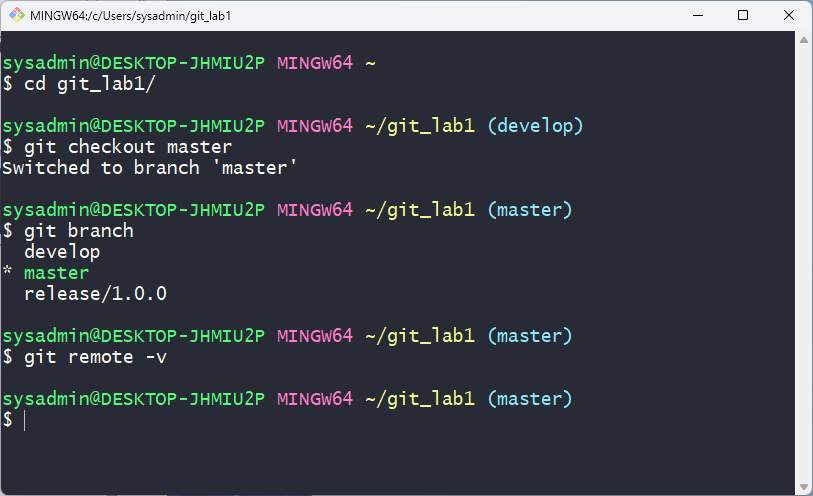 MINGW64:/c/Users/sysadmin/git_lab1
sysadmin@DESKTOP-JHMIU2P MINGW64 ~
$ cd git_lab1/
sysadmin@DESKTOP-JHMIU2P MINGW64 ~/git_lab1 (develop)
$ git checkout master
Switched to branch 'master'
sysadmin@DESKTOP-JHMIU2P MINGW64 ~/git_lab1 (master)
$ git branch
  develop
* master
  release/1.0.0
sysadmin@DESKTOP-JHMIU2P MINGW64 ~/git_lab1 (master)
$ git remote -v
sysadmin@DESKTOP-JHMIU2P MINGW64 ~/git_lab1 (master)
$